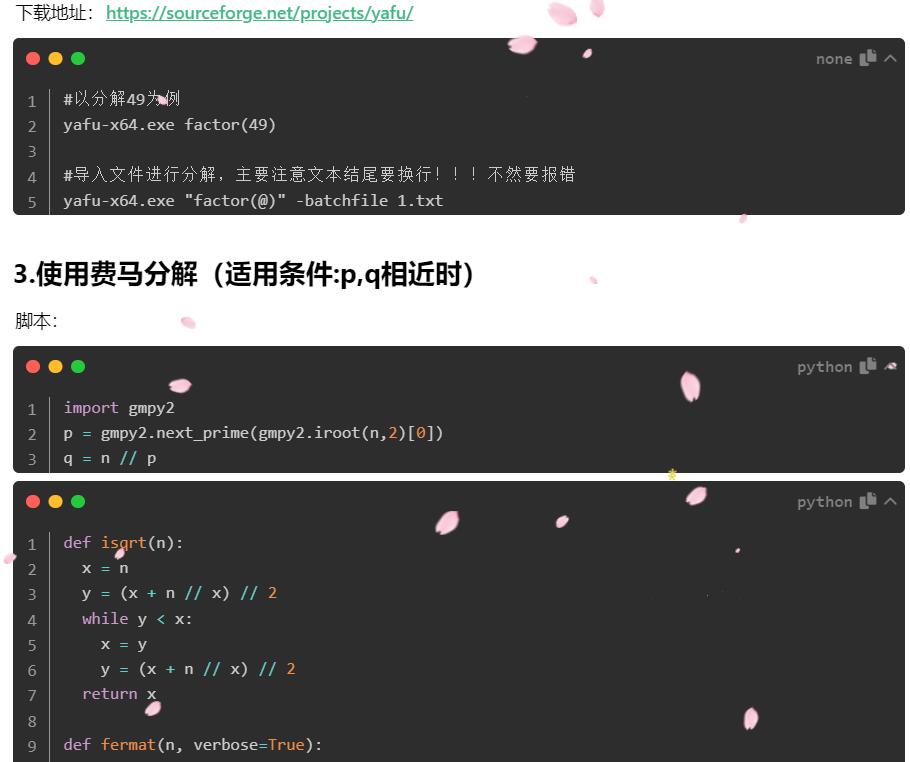 下载地址： https://sourceforge.net/projects/yafu/
none
1 #以分解49为例
2 yafu-x64.exe factor(49)
3
4 #导入文件进行分解，主要注意文本结尾要换行！！！不然要报错
5 yafu-x64.exe "factor(@)" -batchfile 1.txt
3.使用费马分解（适用条件:p,q相近时）
脚本：
python
1 import gmpy2
2 p = gmpy2.next_prime(gmpy2.iroot(n,2)[0])
3 q = n // p
python
1 def isqrt(n):
2   x = n
3   y = (x + n // x) // 2
4   while y < x:
5     x = y
6     y = (x + n // x) // 2
7   return x
8
9 def fermat(n, verbose=True):